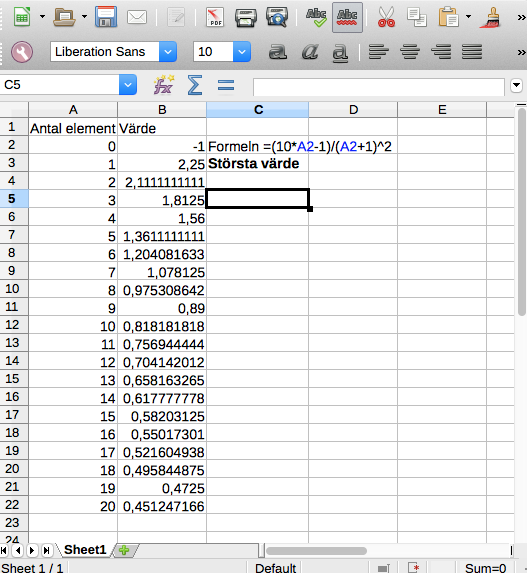 PDF Abc Abc
Liberation Sans 10 a a a
C5 fx Σ =
A B C D E
1 Antal element Värde
2 0 -1 Formeln =(10*A2-1)/(A2+1)^2
3 1 2,25 Största värde
4 2 2,1111111111
5 3 1,8125
6 4 1,56
7 5 1,3611111111
8 6 1,204081633
9 7 1,078125
10 8 0,975308642
11 9 0,89
12 10 0,818181818
13 11 0,756944444
14 12 0,704142012
15 13 0,658163265
16 14 0,617777778
17 15 0,58203125
18 16 0,55017301
19 17 0,521604938
20 18 0,495844875
21 19 0,4725
22 20 0,451247166
23
24
Sheet1
Sheet 1 / 1 Default Sum=0